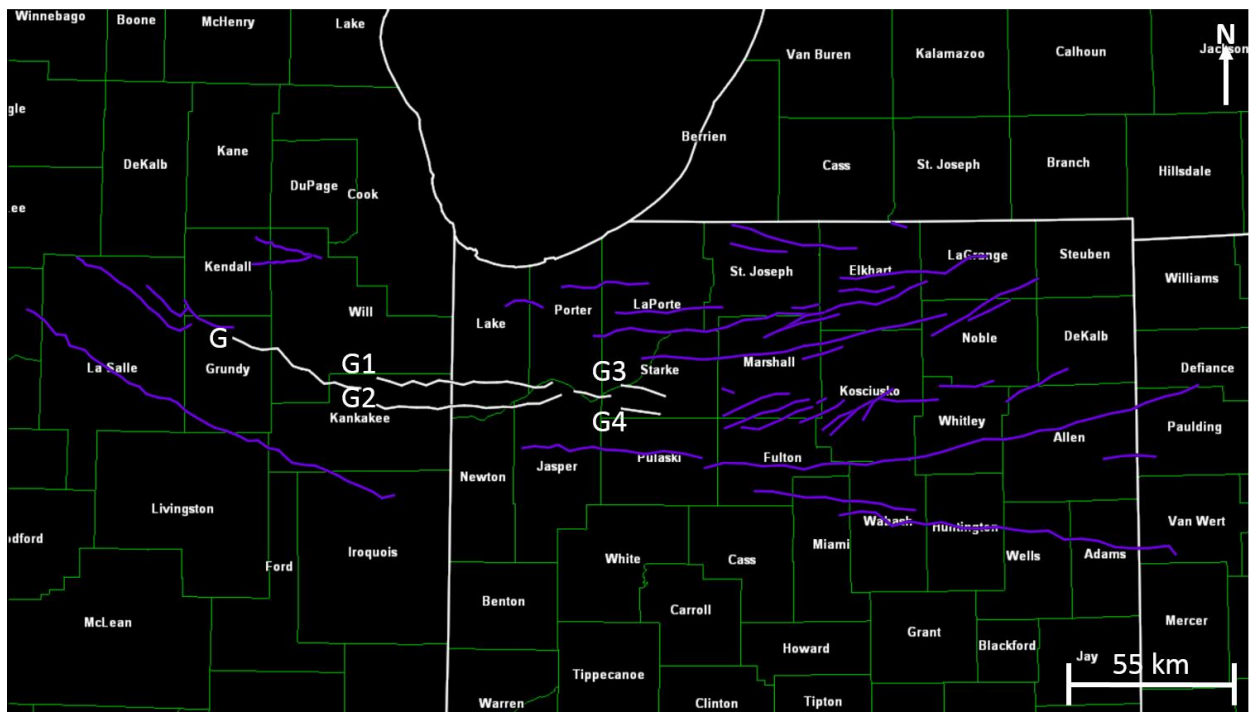 Winnebago
Boone
McHenry
Lake
Van Buren
Kalamazoo
Calhoun
Jackson
N
gle
DeKalb
Kane
DuPage
Cook
Berrien
Cass
St. Joseph
Branch
Hillsdale
Lee
Kendall
Will
Lake
Porter
LaPorte
St. Joseph
Elkhart
LaGrange
Steuben
Williams
G
La Salle
Grundy
G1
G2
Kankakee
G3
Starke
G4
Marshall
Kosciusko
Noble
DeKalb
Defiance
Whitley
Allen
Paulding
Newton
Jasper
Pulaski
Fulton
Livingston
Iroquois
Ford
White
Cass
Miami
Wabash
Huntington
Wells
Adams
Van Wert
dford
McLean
Benton
Carroll
Howard
Grant
Blackford
Jay
Mercer
55 km
Tippecanoe
Warren
Clinton
Tipton